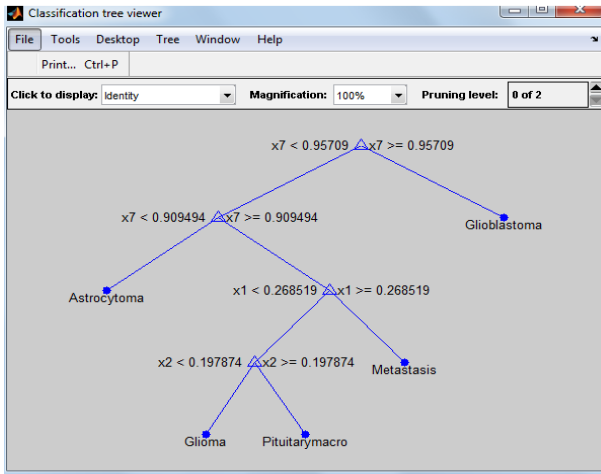 Classification tree viewer
File Tools Desktop Tree Window Help
Print... Ctrl+P
Click to display: Identity Magnification: 100% Pruning level: 0 of 2
x7 < 0.95709 x7 >= 0.95709
x7 < 0.909494 x7 >= 0.909494
Glioblastoma
Astrocytoma
x1 < 0.268519 x1 >= 0.268519
x2 < 0.197874 x2 >= 0.197874
Metastasis
Glioma Pituitarymacro